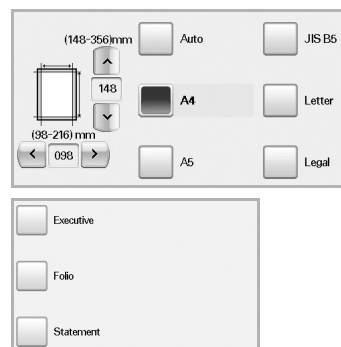 (148-356)mm
148
(98-216) mm
098
Auto
A4
A5
JIS B5
Letter
Legal
Executive
Folio
Statement